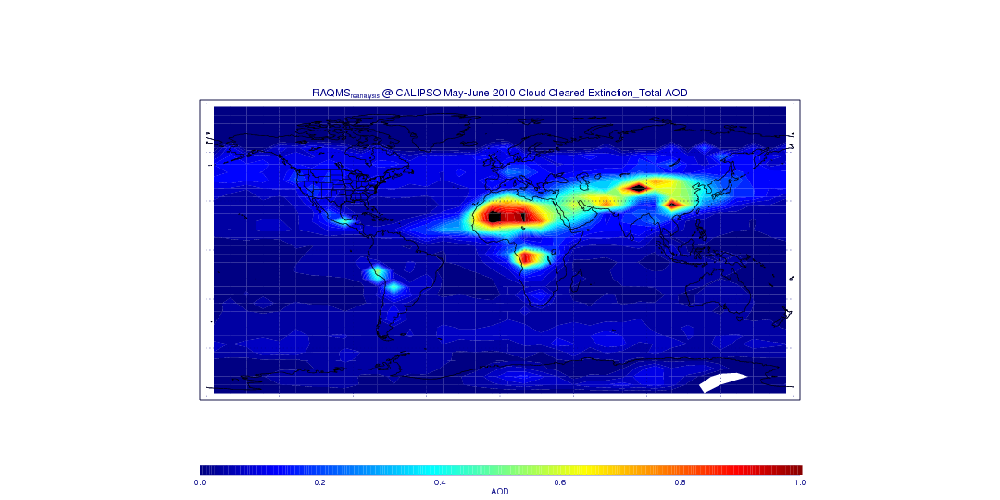 RAQMSreanalysis @ CALIPSO May-June 2010 Cloud Cleared Extinction_Total AOD
0.0 0.2 0.4 0.6 0.8 1.0
AOD